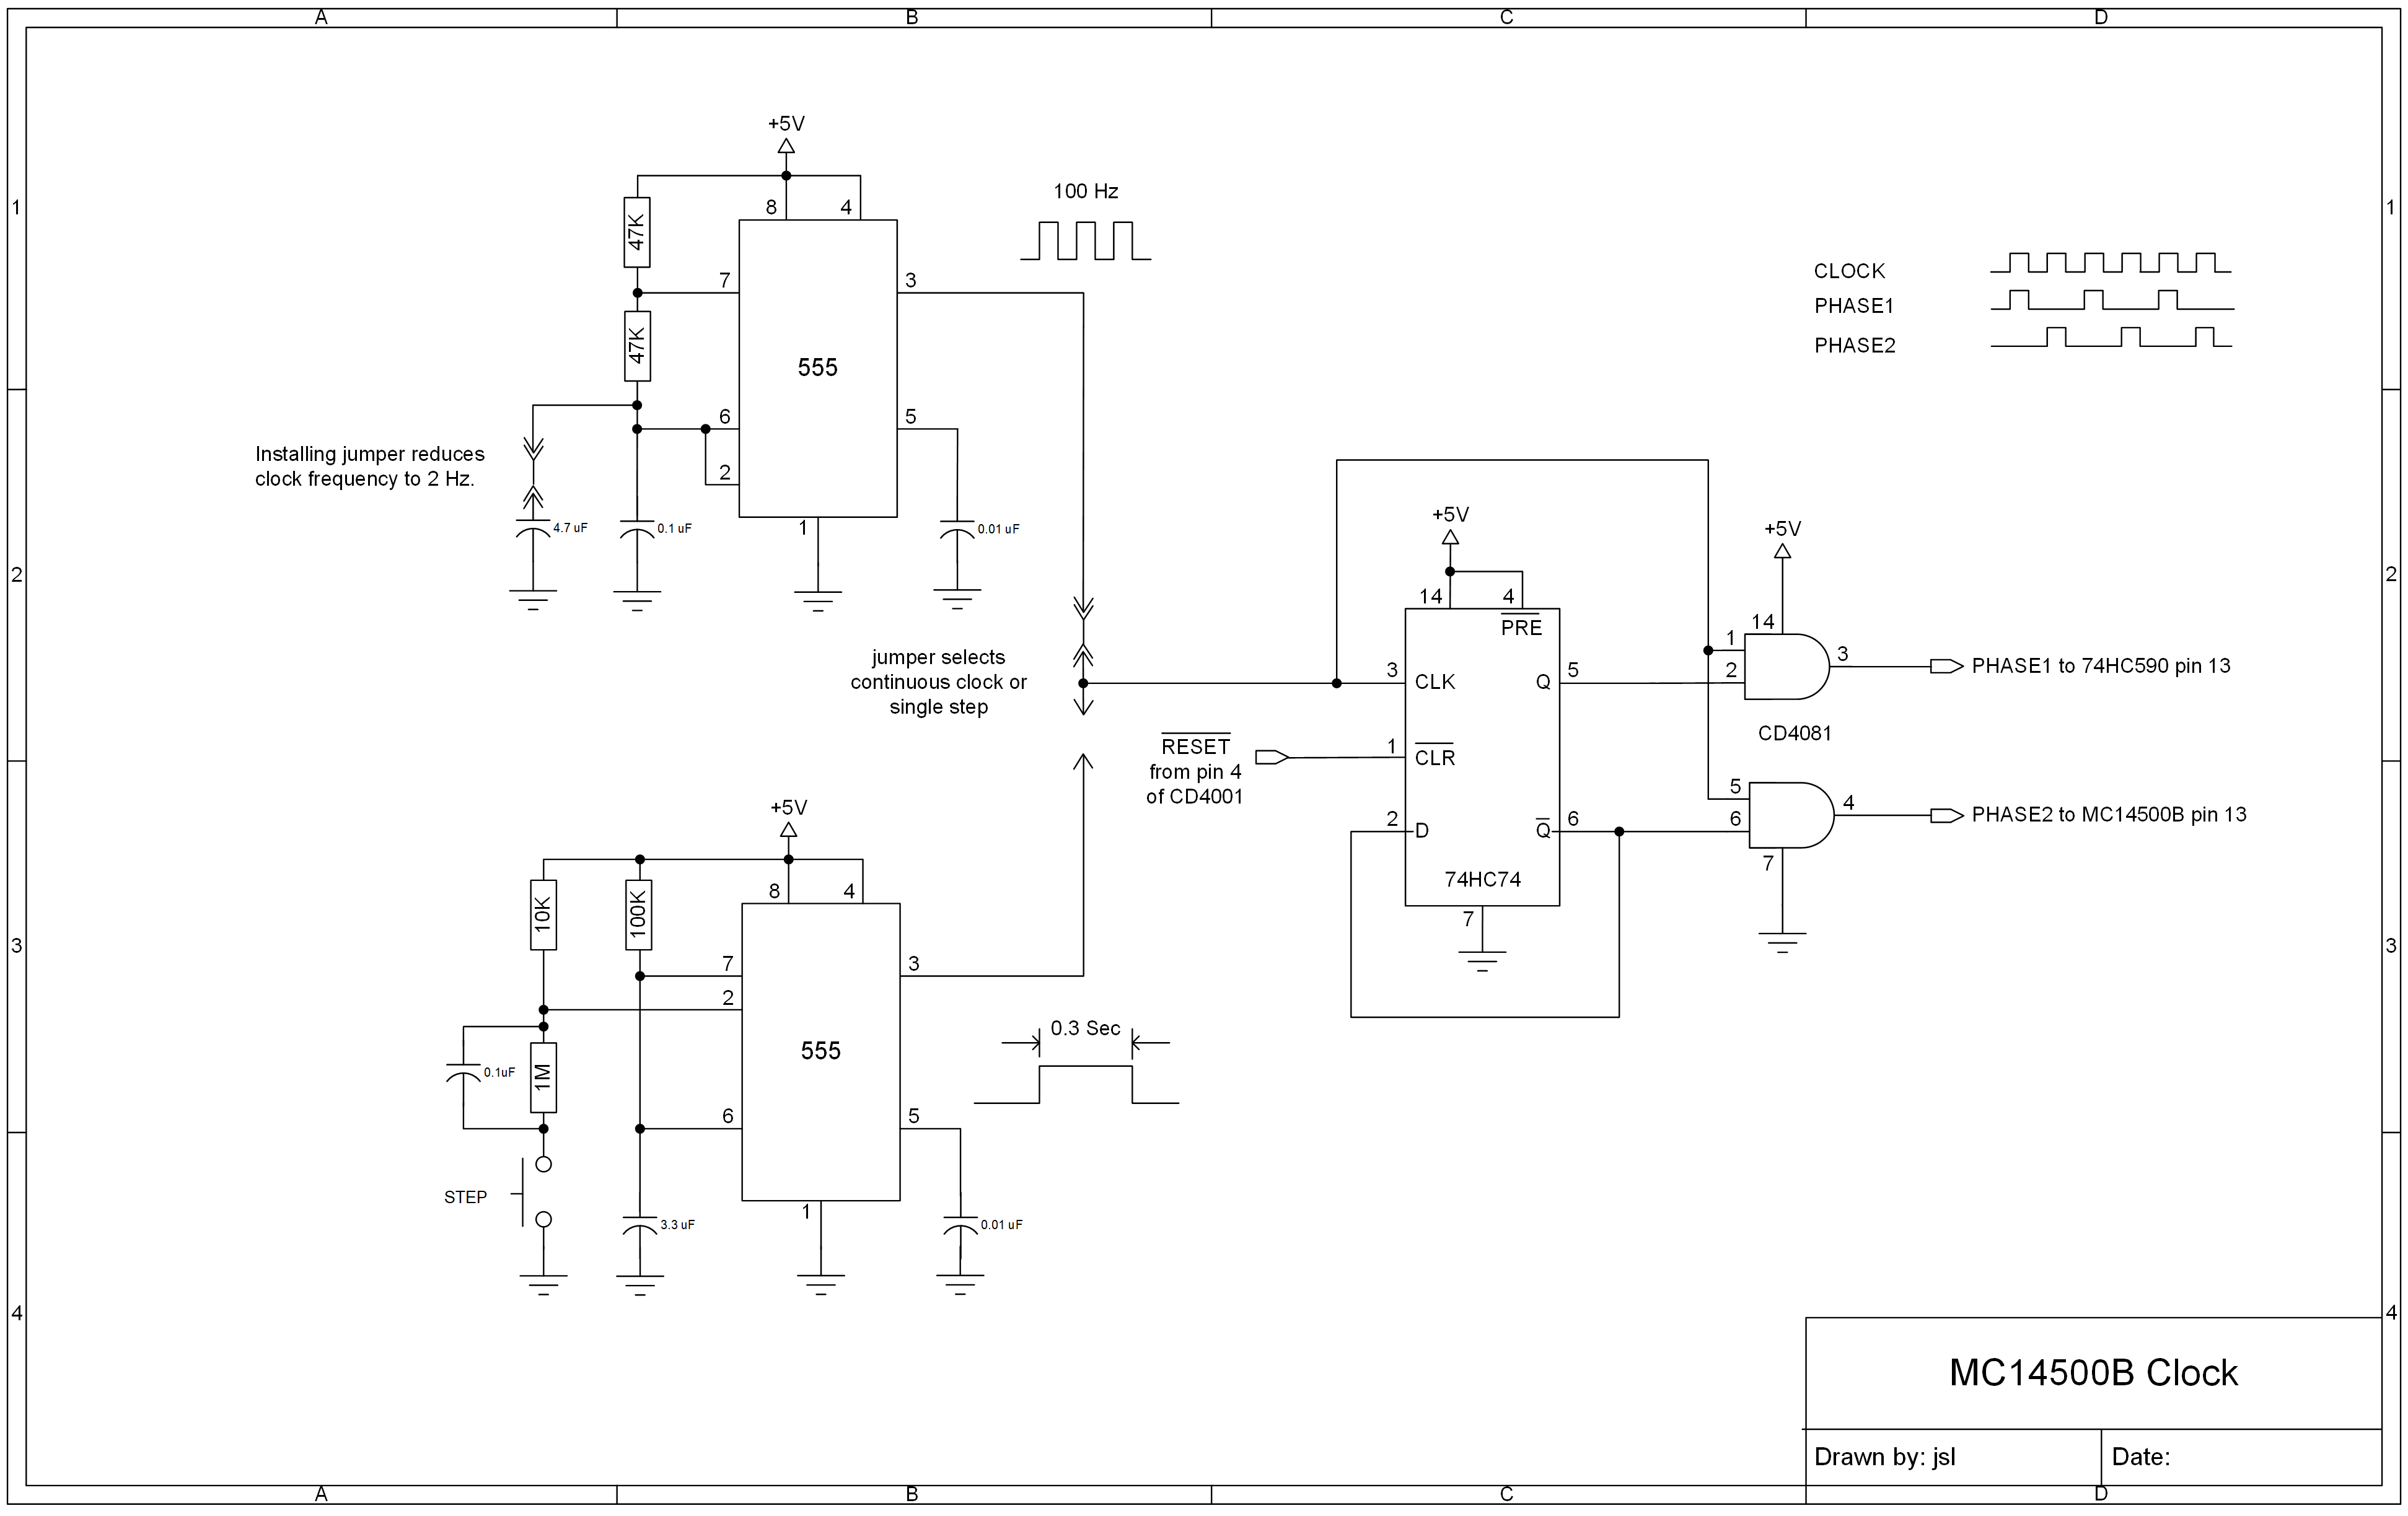 A
B
C
D
1
1
+5V
8
4
47K
7
47K
555
3
100 Hz
6
2
5
1
Installing jumper reduces
clock frequency to 2 Hz.
4.7 uF
0.1 uF
0.01 uF
CLOCK
PHASE1
PHASE2
2
2
jumper selects
continuous clock or
single step
RESET
from pin 4
of CD4001
+5V
14
4
PRE
3
CLK
Q
5
1
CLR
2
D
Q
6
74HC74
7
+5V
14
1
2
3
PHASE1 to 74HC590 pin 13
CD4081
5
6
4
PHASE2 to MC14500B pin 13
7
3
3
+5V
8
4
10K
100K
7
2
3
555
0.1uF
1M
6
5
0.3 Sec
STEP
1
3.3 uF
0.01 uF
4
4
MC14500B Clock
Drawn by: jsl
Date:
A
B
C
D